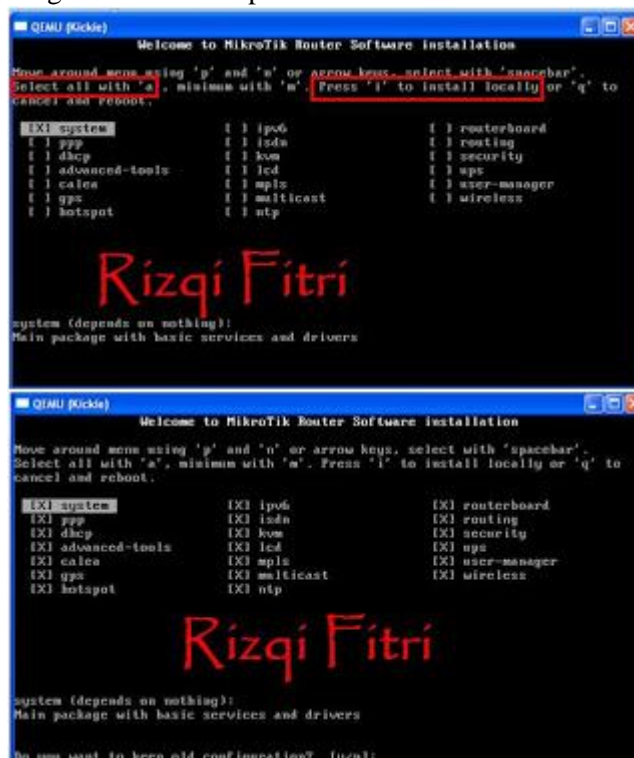 QEMU (Kickle)
Welcome to MikroTik Router Software installation
Move around menu using 'p' and 'n' or arrow keys, select with 'spacebar'.
Select all with 'a', minimum with 'm'. Press 'i' to install locally or 'q' to
cancel and reboot.
[X] system [ ] ipv6 [ ] routerboard
[ ] ppp [ ] isdn [ ] routing
[ ] dhcp [ ] kvm [ ] security
[ ] advanced-tools [ ] lcd [ ] ups
[ ] calea [ ] mpls [ ] user-manager
[ ] gps [ ] multicast [ ] wireless
[ ] hotspot [ ] ntp
Rizqi Fitri
system (depends on nothing):
Main package with basic services and drivers
QEMU (Kickle)
Welcome to MikroTik Router Software installation
Move around menu using 'p' and 'n' or arrow keys, select with 'spacebar'.
Select all with 'a', minimum with 'm'. Press 'i' to install locally or 'q' to
cancel and reboot.
[X] system [X] ipv6 [X] routerboard
[X] ppp [X] isdn [X] routing
[X] dhcp [X] kvm [X] security
[X] advanced-tools [X] lcd [X] ups
[X] calea [X] mpls [X] user-manager
[X] gps [X] multicast [X] wireless
[X] hotspot [X] ntp
Rizqi Fitri
system (depends on nothing):
Main package with basic services and drivers
Do you want to keep old configuration? [y/n]: